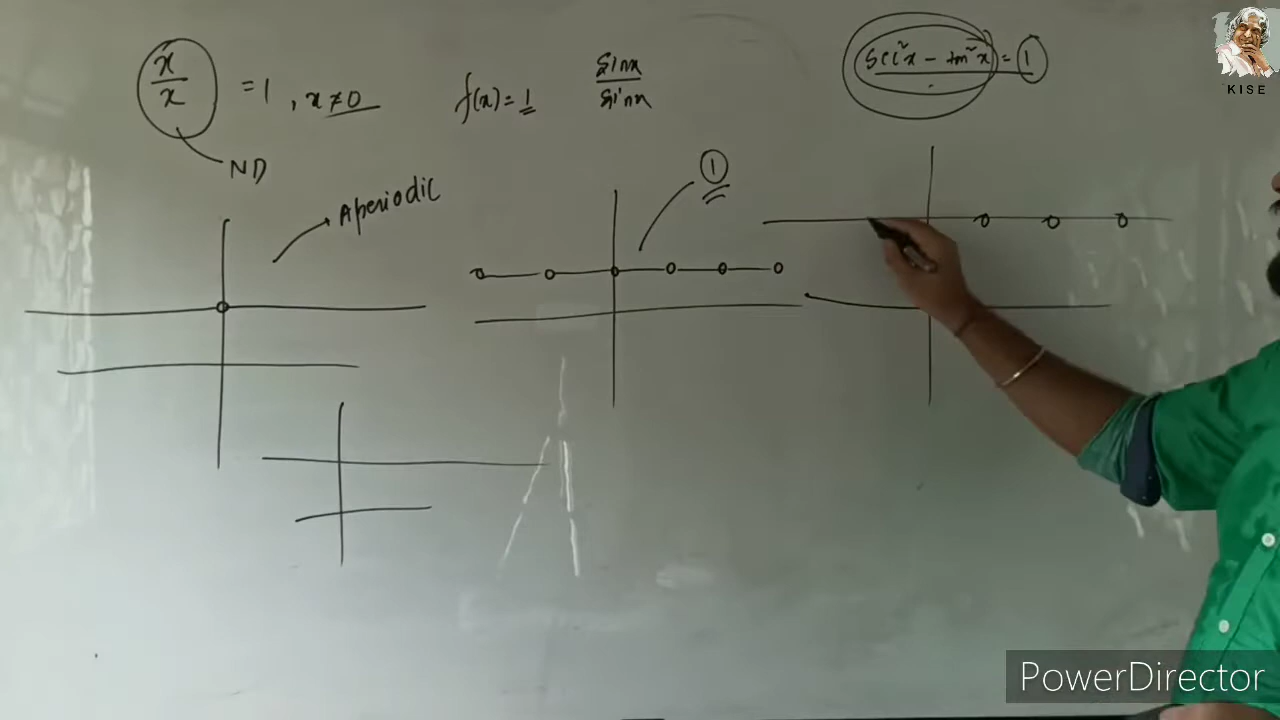 x/x = 1, x ≠ 0
ND
Aperiodic
f(x) = 1
sinx/sinx
1
sec²x - tan²x = 1
KISE
PowerDirector